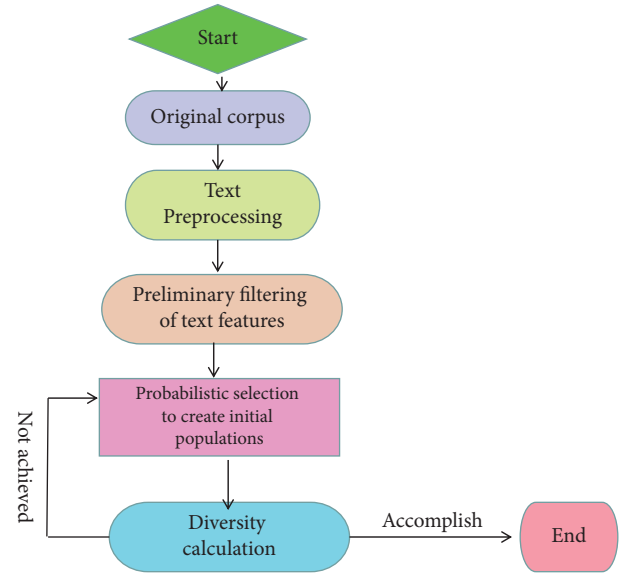 Start
Original corpus
Text
Preprocessing
Preliminary filtering
of text features
Probabilistic selection
to create initial
populations
Not achieved
Diversity
calculation
Accomplish
End